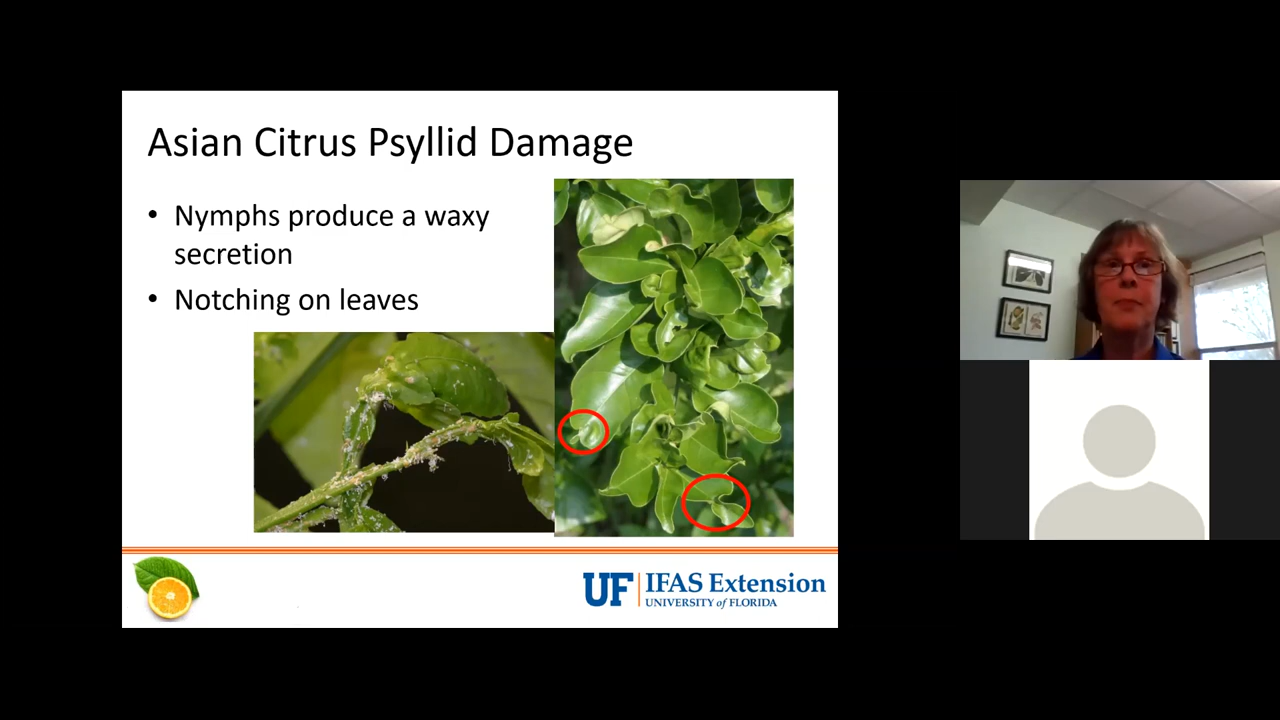 Asian Citrus Psyllid Damage
• Nymphs produce a waxy
secretion
• Notching on leaves
UF IFAS Extension
UNIVERSITY of FLORIDA